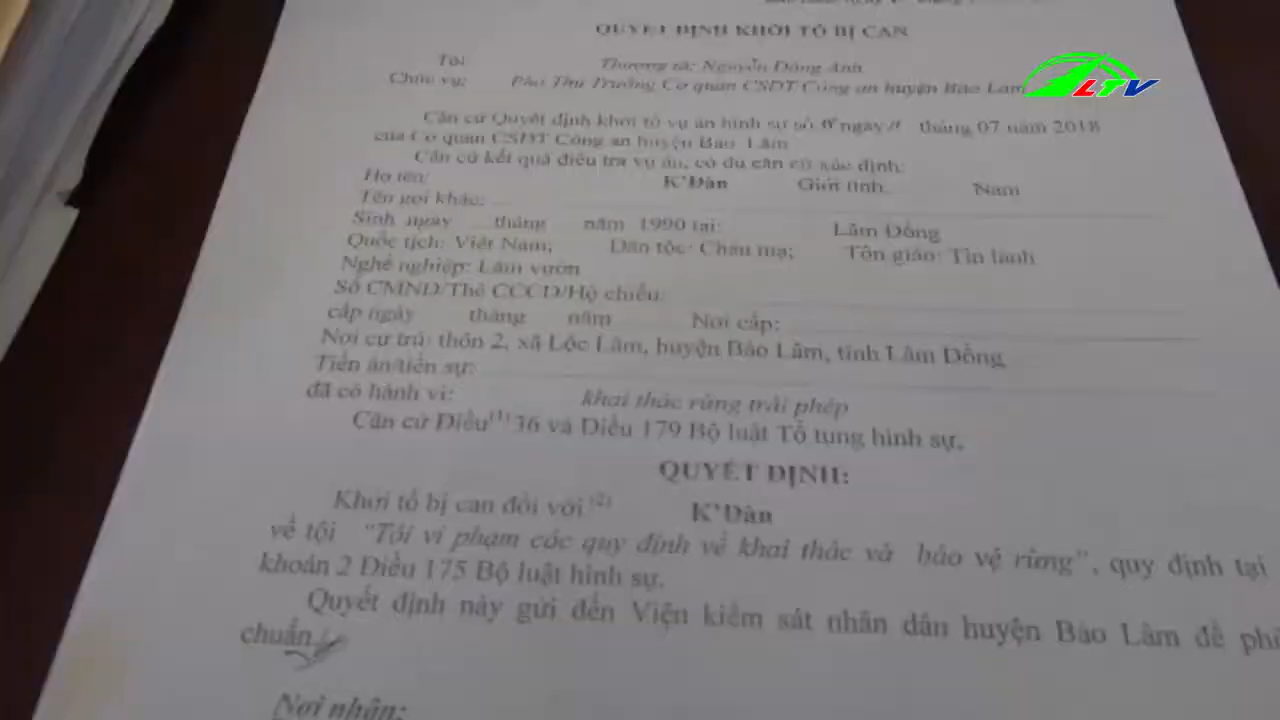 QUYẾT ĐỊNH KHỞI TỐ BỊ CAN
Tôi: Thượng tá: Nguyễn Đông Anh
Chức vụ: Phó Thủ Trưởng Cơ quan CSĐT Công an huyện Bảo Lâm
LTV
Căn cứ Quyết định khởi tố vụ án hình sự số ngày tháng 07 năm 2018
của Cơ quan CSĐT Công an huyện Bảo Lâm
Căn cứ kết quả điều tra vụ án, có đủ căn cứ xác định:
Họ tên: K'Dàn Giới tính: Nam
Tên gọi khác:
Sinh ngày tháng năm 1990 tại: Lâm Đồng
Quốc tịch: Việt Nam; Dân tộc: Châu mạ; Tôn giáo: Tin lành
Nghề nghiệp: Làm vườn
Số CMND/Thẻ CCCD/Hộ chiếu:
cấp ngày tháng năm Nơi cấp:
Nơi cư trú: thôn 2, xã Lộc Lâm, huyện Bảo Lâm, tỉnh Lâm Đồng
Tiền án/tiền sự:
đã có hành vi: khai thác rừng trái phép
Căn cứ Điều(1) 36 và Điều 179 Bộ luật Tố tụng hình sự,
QUYẾT ĐỊNH:
Khởi tố bị can đối với(2) K'Dàn
về tội "Tội vi phạm các quy định về khai thác và bảo vệ rừng", quy định tại
khoản 2 Điều 175 Bộ luật hình sự.
Quyết định này gửi đến Viện kiểm sát nhân dân huyện Bảo Lâm để phê
chuẩn
Nơi nhận: